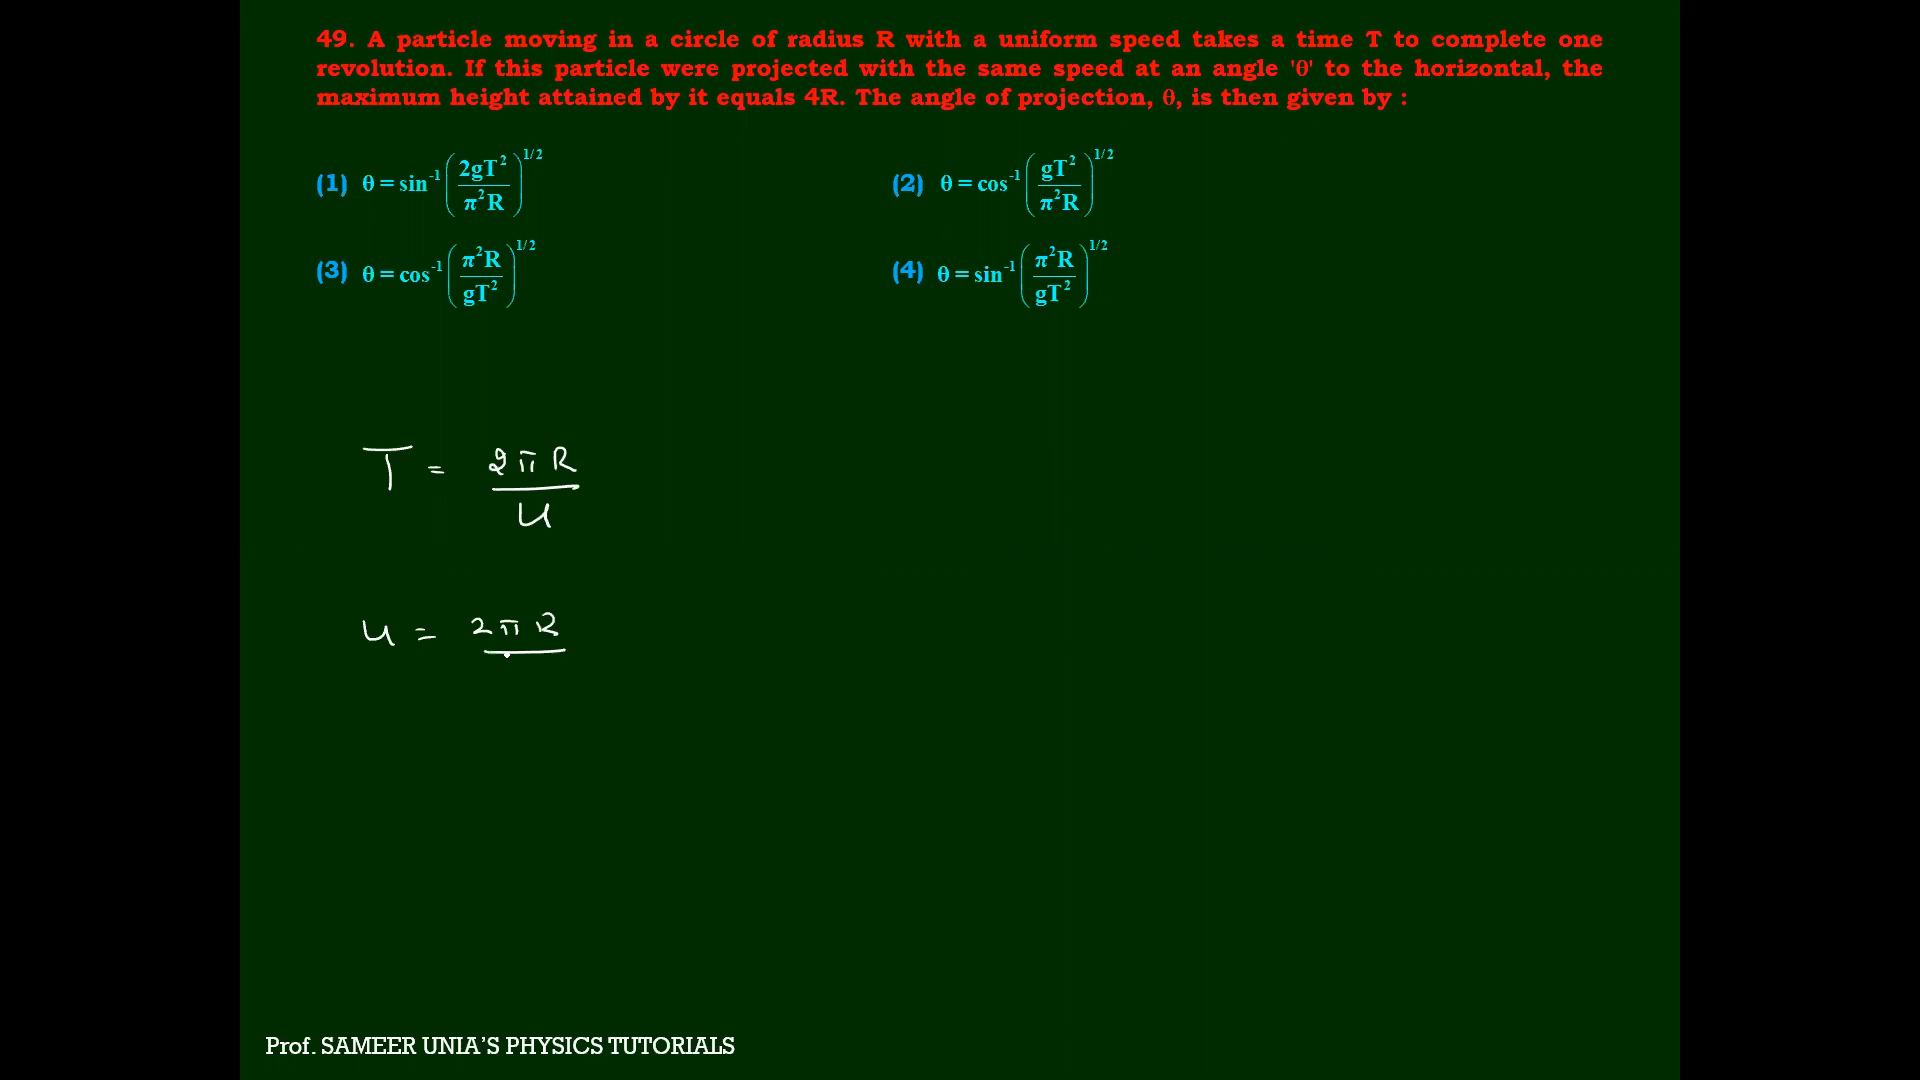 49. A particle moving in a circle of radius R with a uniform speed takes a time T to complete one
revolution. If this particle were projected with the same speed at an angle 'θ' to the horizontal, the
maximum height attained by it equals 4R. The angle of projection, θ, is then given by :
(1) θ = sin⁻¹ (2gT²/π²R)^1/2 (2) θ = cos⁻¹ (gT²/π²R)^1/2
(3) θ = cos⁻¹ (π²R/gT²)^1/2 (4) θ = sin⁻¹ (π²R/gT²)^1/2
T = 2πR/u
u = 2πR
Prof. SAMEER UNIA’S PHYSICS TUTORIALS